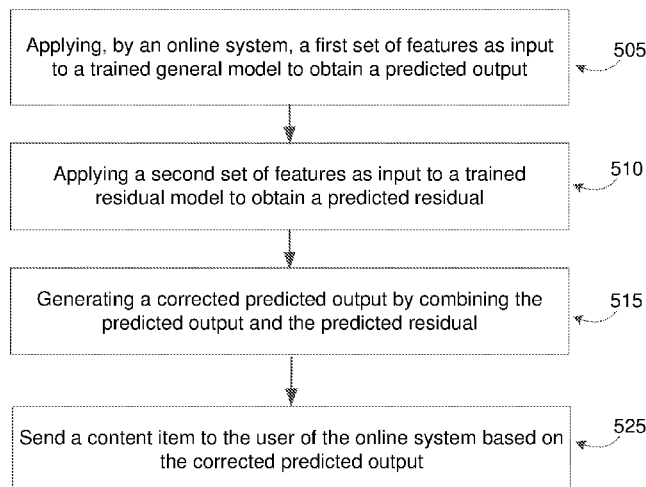 Applying, by an online system, a first set of features as input
to a trained general model to obtain a predicted output
505
Applying a second set of features as input to a trained
residual model to obtain a predicted residual
510
Generating a corrected predicted output by combining the
predicted output and the predicted residual
515
Send a content item to the user of the online system based on
the corrected predicted output
525